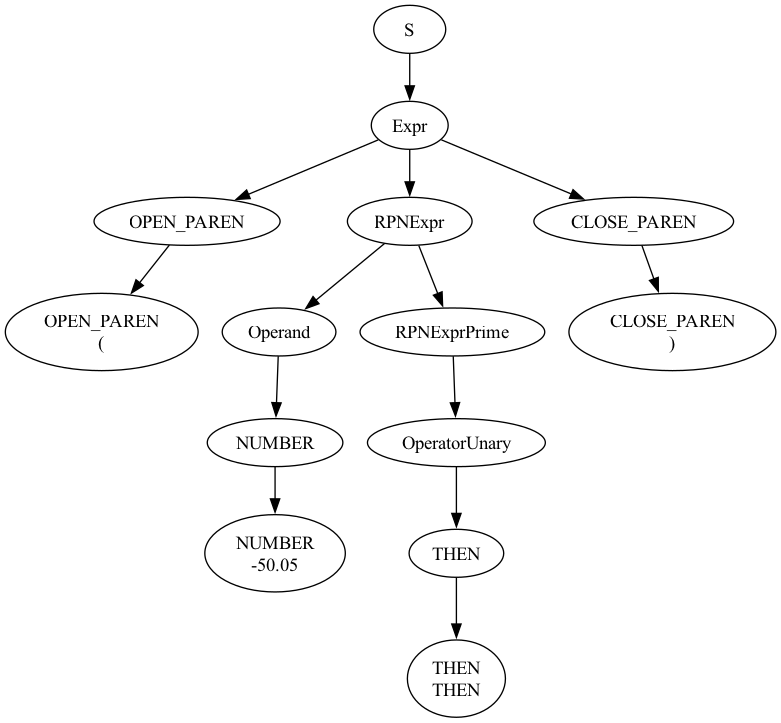 S
Expr
OPEN_PAREN
RPNExpr
CLOSE_PAREN
OPEN_PAREN
(
Operand
RPNExprPrime
CLOSE_PAREN
)
NUMBER
OperatorUnary
NUMBER
-50.05
THEN
THEN
THEN